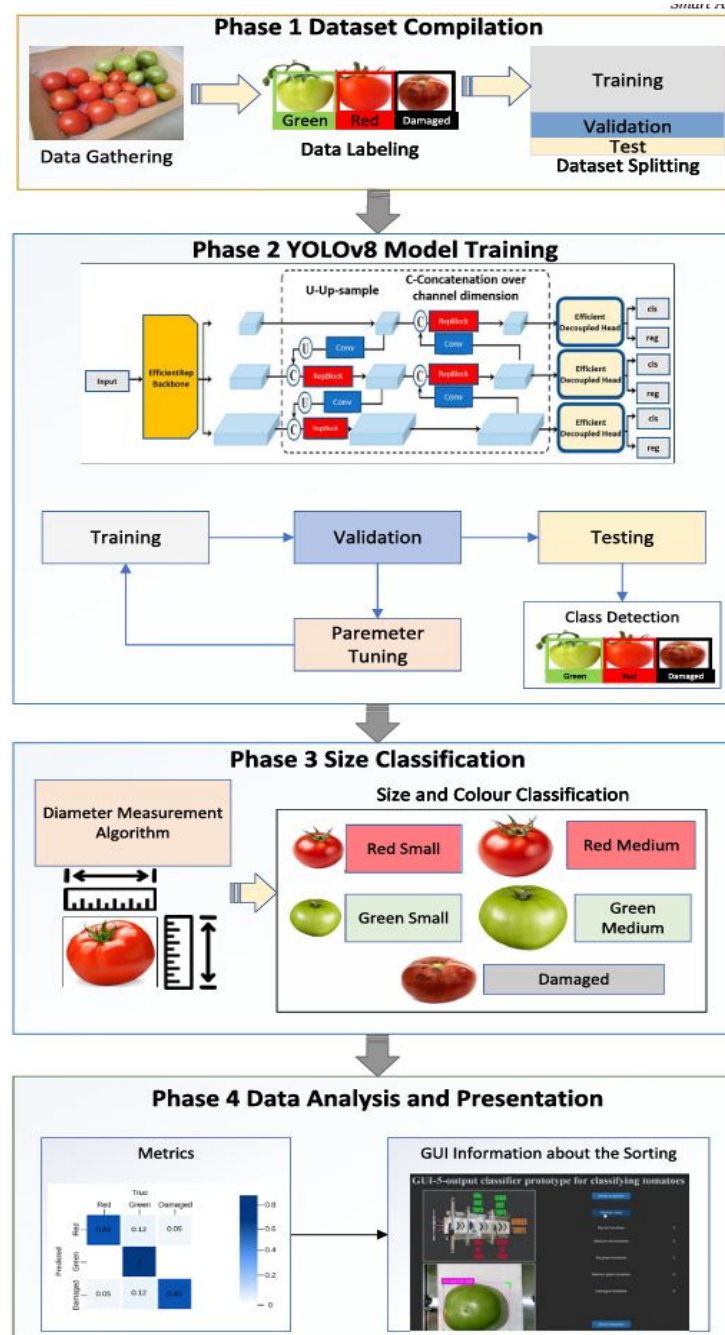 Smart A
Phase 1 Dataset Compilation
Green
Red
Damaged
Training
Validation
Test
Data Gathering
Data Labeling
Dataset Splitting
Phase 2 YOLOv8 Model Training
U-Up-sample
C-Concatenation over
channel dimension
Input
EfficientRep
Backbone
C
RepBlock
Efficient
Decoupled Head
cls
reg
U
Conv
C
RepBlock
Conv
C
RepBlock
Efficient
Decoupled Head
cls
reg
U
Conv
Conv
C
RepBlock
Efficient
Decoupled Head
cls
reg
Training
Validation
Testing
Paremeter
Tuning
Class Detection
Green
Red
Damaged
Phase 3 Size Classification
Diameter Measurement
Algorithm
Size and Colour Classification
Red Small
Red Medium
Green Small
Green
Medium
Damaged
Phase 4 Data Analysis and Presentation
Metrics
True
Red
Green
Damaged
Predicted
Red
0.12
0.05
Green
Damaged
0.05
0.12
0.8
0.6
0.4
0.2
0
GUI Information about the Sorting
GUI-5-output classifier prototype for classifying tomatoes